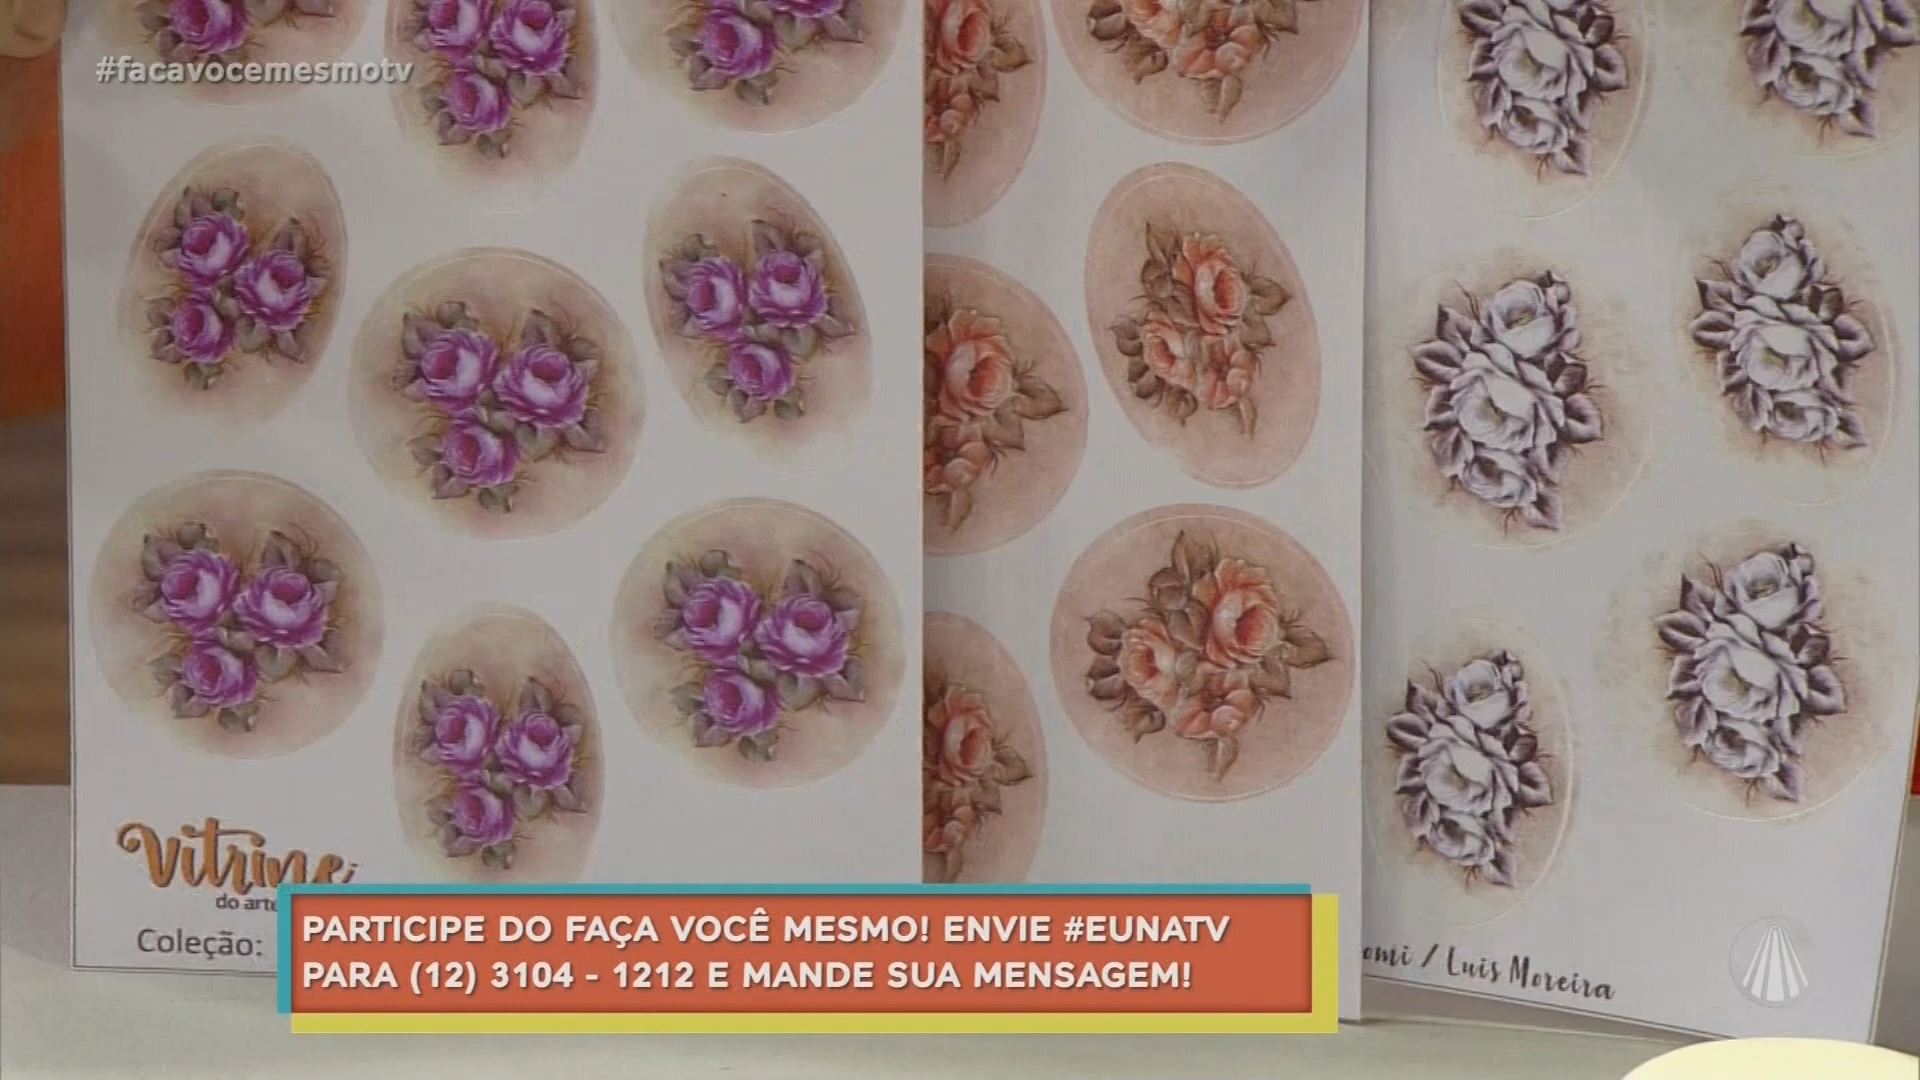 #facavocemesmotv
Vitrine
do arte
Coleção:
PARTICIPE DO FAÇA VOCÊ MESMO! ENVIE #EUNATV
PARA (12) 3104 - 1212 E MANDE SUA MENSAGEM!
/ Luis Moreira